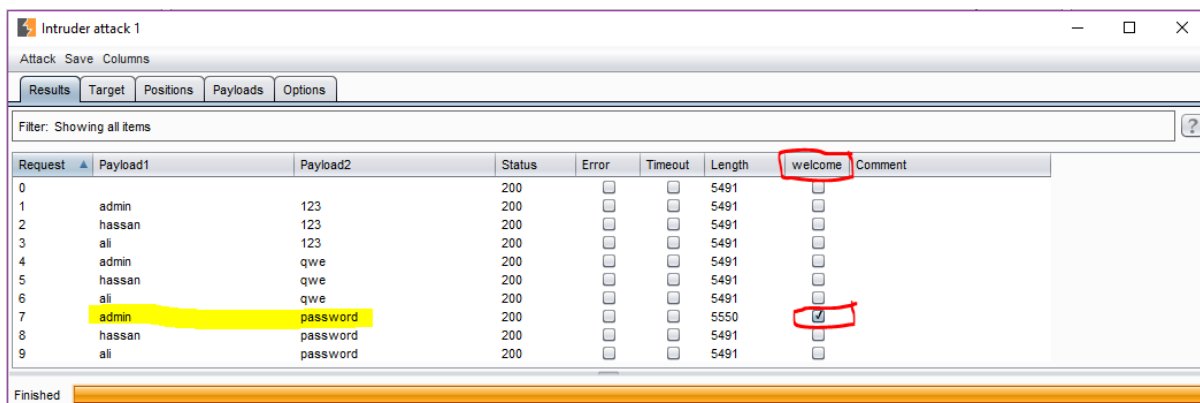 Intruder attack 1
Attack Save Columns
Results Target Positions Payloads Options
Filter: Showing all items
?
Request Payload1 Payload2 Status Error Timeout Length welcome Comment
0 200 5491
1 admin 123 200 5491
2 hassan 123 200 5491
3 ali 123 200 5491
4 admin qwe 200 5491
5 hassan qwe 200 5491
6 ali qwe 200 5491
7 admin password 200 5550
8 hassan password 200 5491
9 ali password 200 5491
Finished